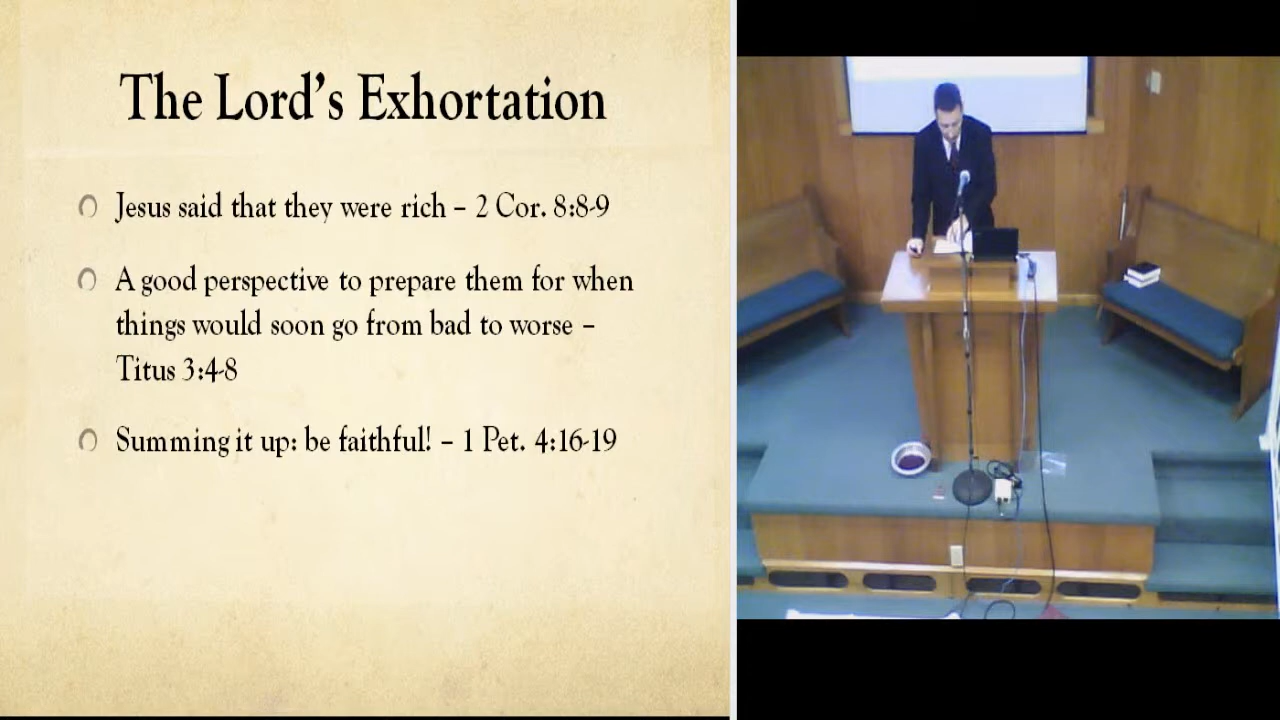 The Lord's Exhortation
Jesus said that they were rich – 2 Cor. 8:8-9
A good perspective to prepare them for when
things would soon go from bad to worse –
Titus 3:4-8
Summing it up: be faithful! – 1 Pet. 4:16-19